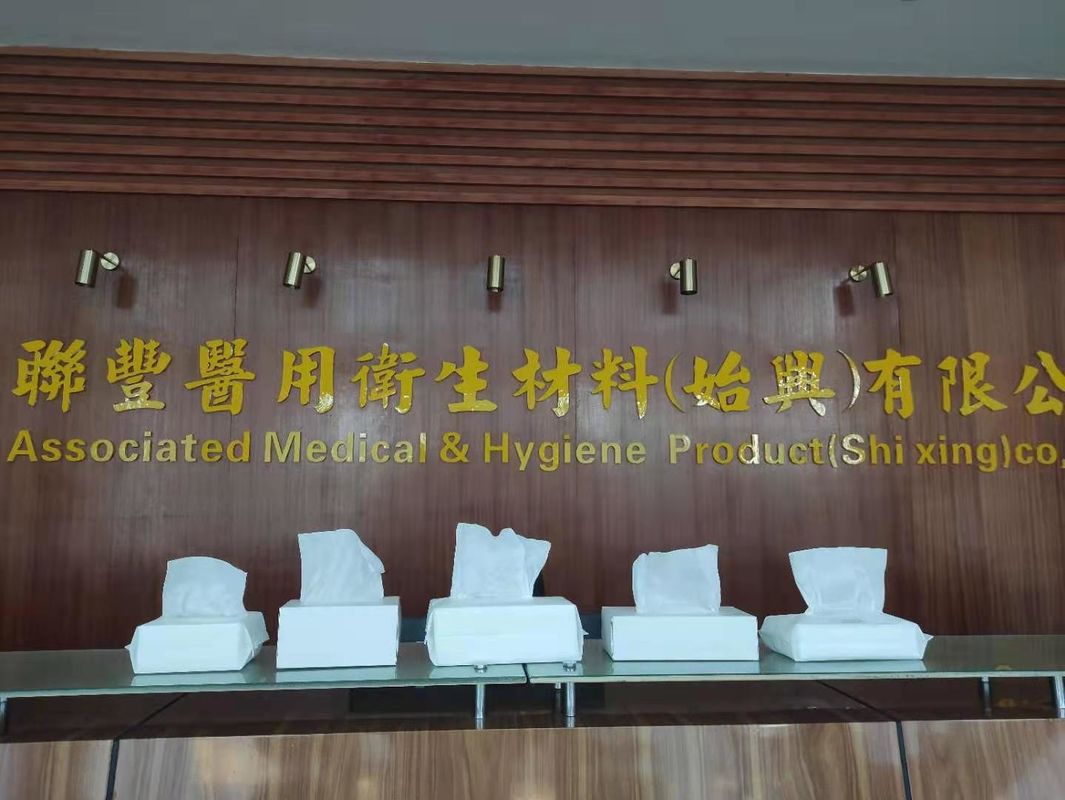 聯豐醫用衛生材料(始興)有限公
Associated Medical & Hygiene Product(Shi xing)co,